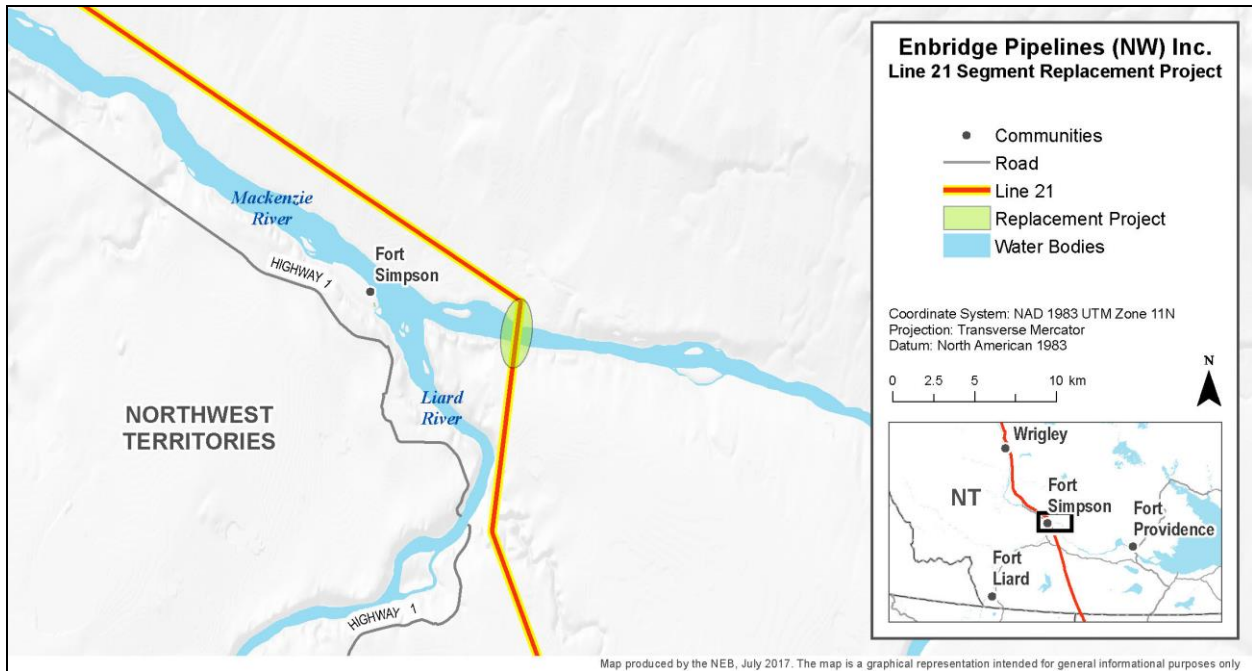 Enbridge Pipelines (NW) Inc.
Line 21 Segment Replacement Project
Communities
Road
Line 21
Replacement Project
Water Bodies
Coordinate System: NAD 1983 UTM Zone 11N
Projection: Transverse Mercator
Datum: North American 1983
N
0 2.5 5 10 km
Mackenzie
River
Fort
Simpson
HIGHWAY 1
Liard
River
NORTHWEST
TERRITORIES
HIGHWAY 1
Wrigley
NT
Fort
Simpson
Fort
Providence
Fort
Liard
Map produced by the NEB, July 2017. The map is a graphical representation intended for general informational purposes only